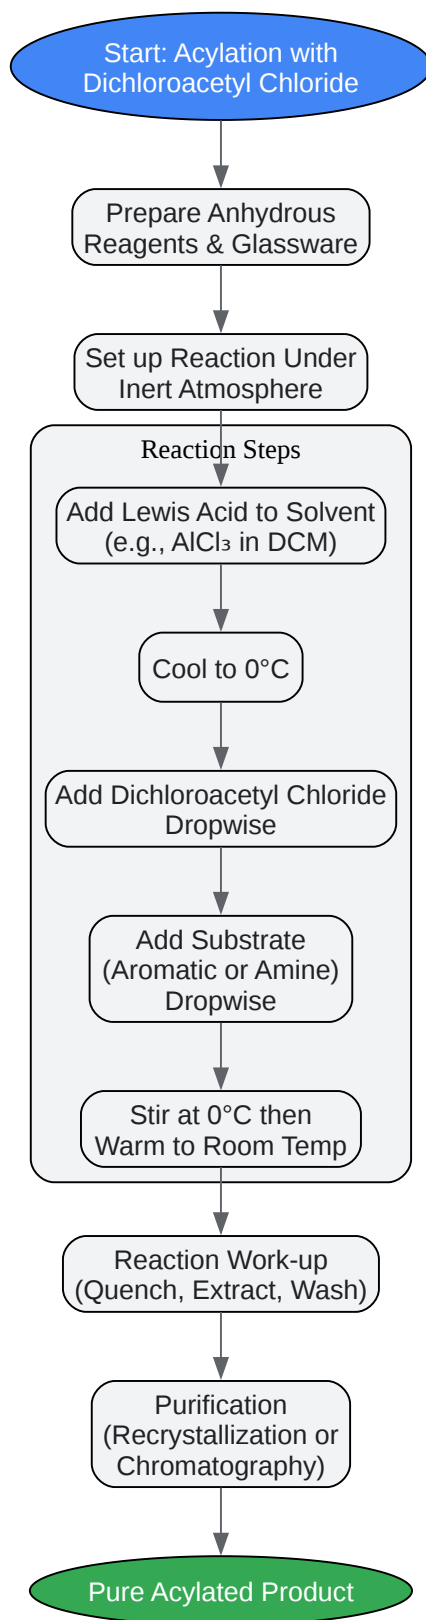 Start: Acylation with
Dichloroacetyl Chloride
Prepare Anhydrous
Reagents & Glassware
Set up Reaction Under
Inert Atmosphere
Reaction Steps
Add Lewis Acid to Solvent
(e.g., AlCl₃ in DCM)
Cool to 0°C
Add Dichloroacetyl Chloride
Dropwise
Add Substrate
(Aromatic or Amine)
Dropwise
Stir at 0°C then
Warm to Room Temp
Reaction Work-up
(Quench, Extract, Wash)
Purification
(Recrystallization or
Chromatography)
Pure Acylated Product